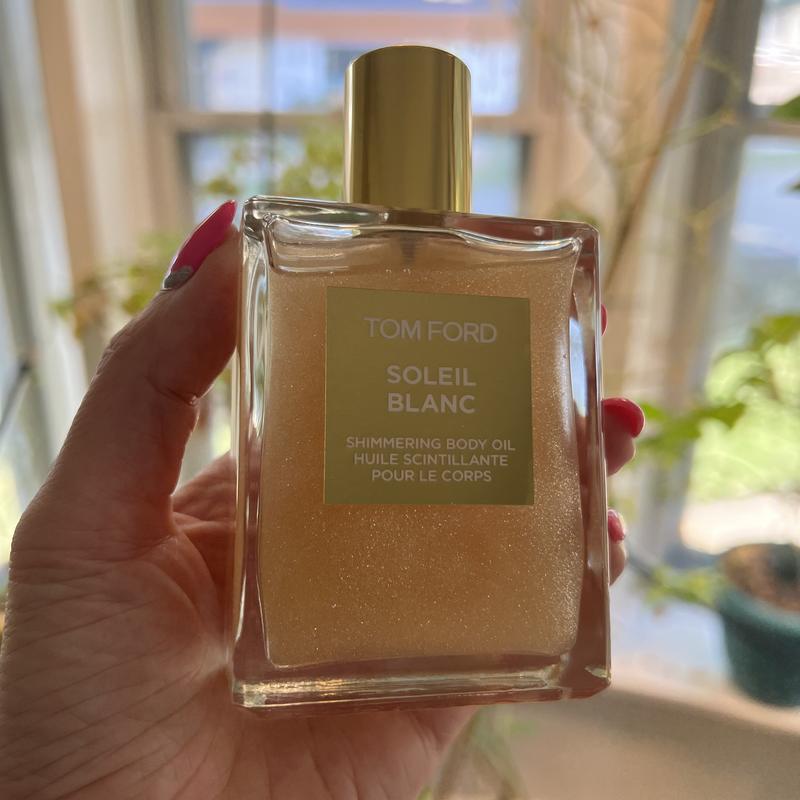 TOM FORD
SOLEIL
BLANC
SHIMMERING BODY OIL
HUILE SCINTILLANTE
POUR LE CORPS